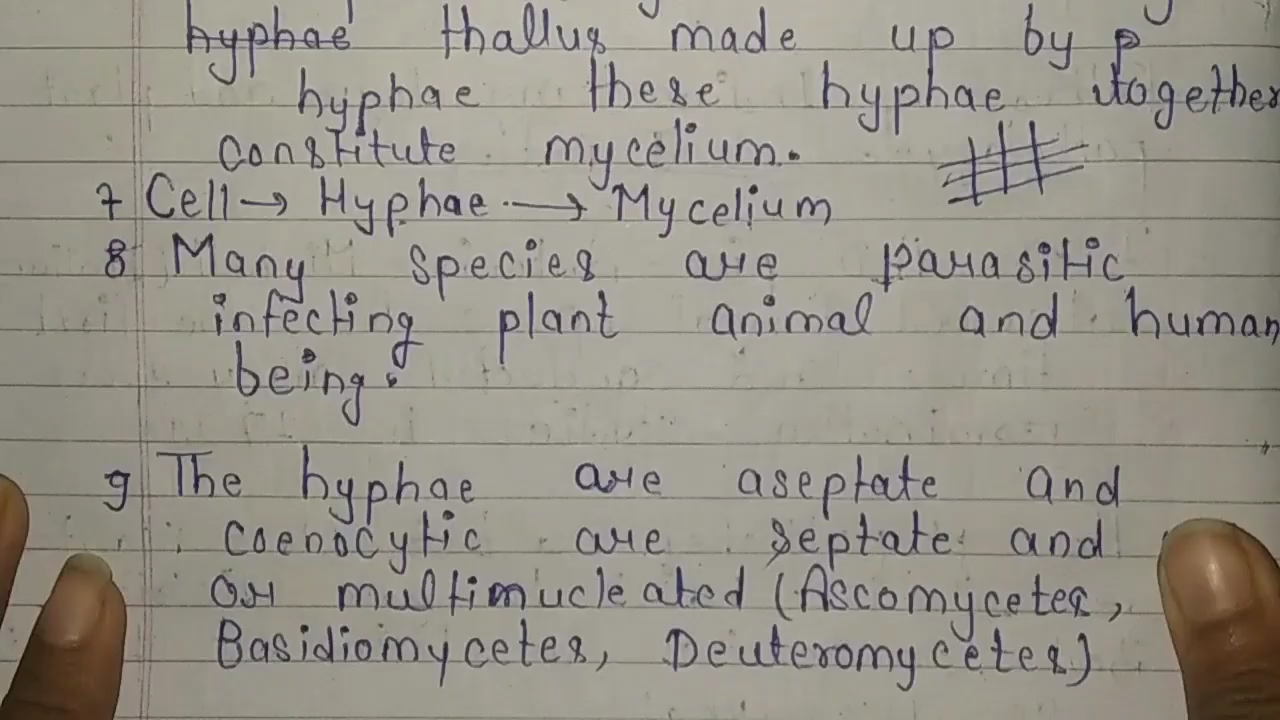 hyphae thallus made up by p
hyphae these hyphae together
constitute mycelium.
7 Cell → Hyphae → Mycelium
8 Many species are parasitic
infecting plant animal and human
being.
9 The hyphae are aseptate and
coenocytic are septate and
or multinucleated (Ascomycetes,
Basidiomycetes, Deuteromycetes)